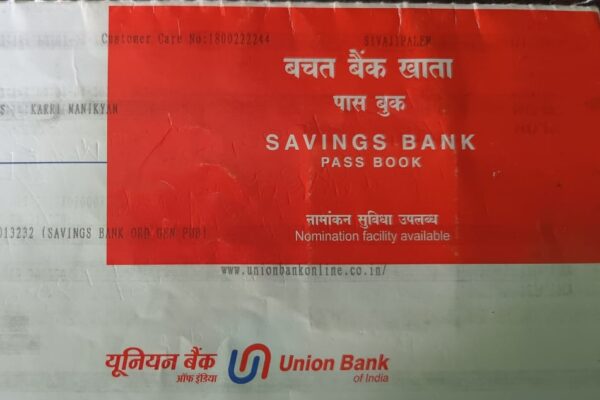 Customer Care No:1800222244 SIVAJIPALEM
बचत बैंक खाता
पास बुक
S KARRI MANIKYAM
SAVINGS BANK
PASS BOOK
013232 (SAVINGS BANK ORD GEN PUB)
नामांकन सुविधा उपलब्ध
Nomination facility available
www.unionbankonline.co.in/
यूनियन बैंक Union Bank
ऑफ इंडिया of India